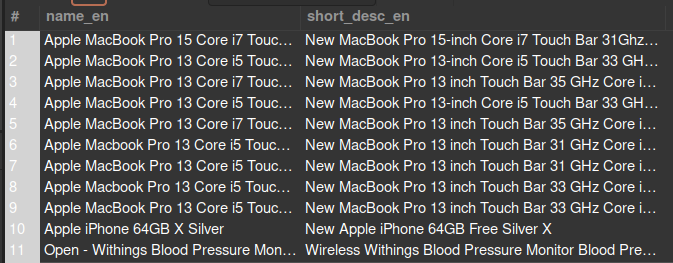 # name_en short_desc_en
1 Apple MacBook Pro 15 Core i7 Touc... New MacBook Pro 15-inch Core i7 Touch Bar 31Ghz...
2 Apple MacBook Pro 13 Core i5 Touc... New MacBook Pro 13-inch Core i5 Touch Bar 33 GH...
3 Apple MacBook Pro 13 Core i7 Touc... New MacBook Pro 13 inch Touch Bar 35 GHz Core i...
4 Apple MacBook Pro 13 Core i5 Touc... New MacBook Pro 13-inch Core i5 Touch Bar 33 GH...
5 Apple MacBook Pro 13 Core i7 Touc... New MacBook Pro 13 inch Touch Bar 35 GHz Core i...
6 Apple Macbook Pro 13 Core i5 Touc... New MacBook Pro 13 inch Touch Bar 31 GHz Core i...
7 Apple MacBook Pro 13 Core i5 Touc... New MacBook Pro 13 inch Touch Bar 31 GHz Core i...
8 Apple Macbook Pro 13 Core i5 Touc... New MacBook Pro 13 inch Touch Bar 33 GHz Core i...
9 Apple MacBook Pro 13 Core i5 Touc... New MacBook Pro 13 inch Touch Bar 33 GHz Core i...
10 Apple iPhone 64GB X Silver New Apple iPhone 64GB Free Silver X
11 Open - Withings Blood Pressure Mon... Wireless Withings Blood Pressure Monitor Blood Pre...